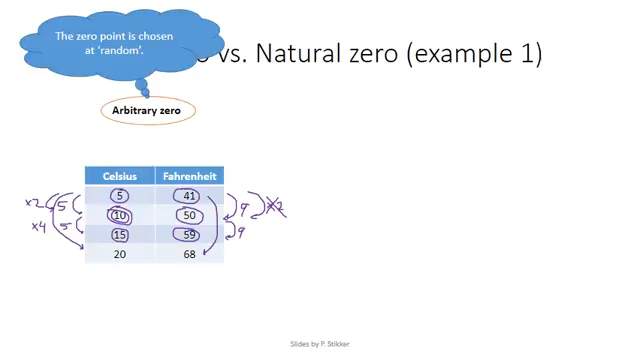 The zero point is chosen
at ‘random’.
vs. Natural zero (example 1)
Arbitrary zero
Celsius Fahrenheit
x2 5 5 41 9 x2
10 50
x4 5 15 59 9
20 68
Slides by P. Stikker